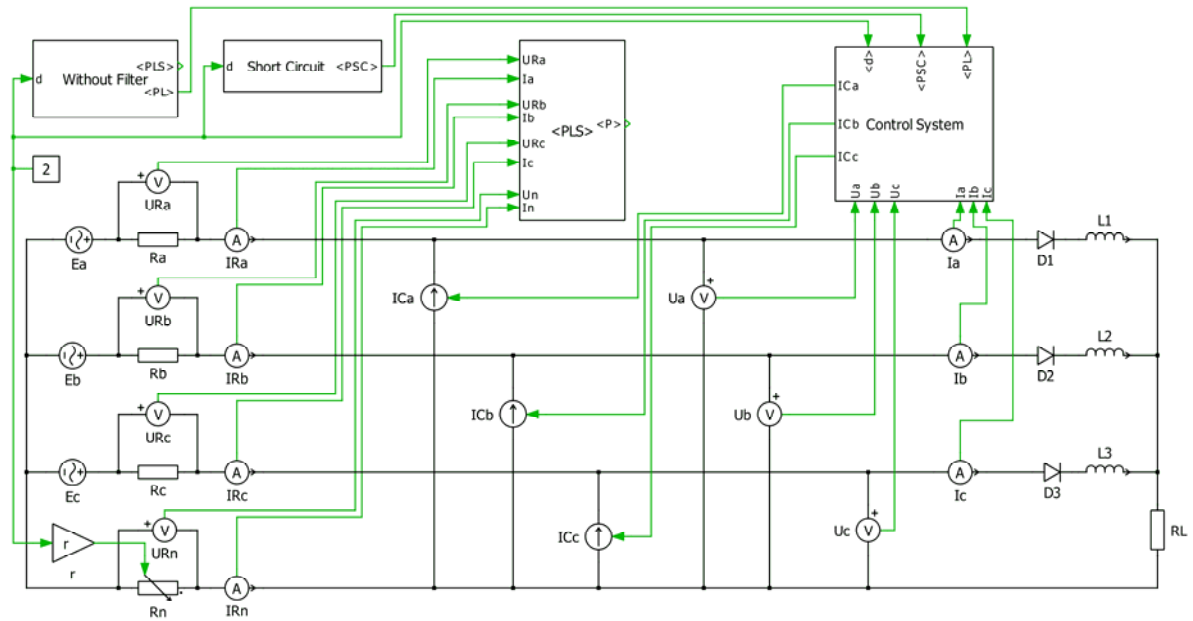 <PLS>
d Without Filter
<PL>
d Short Circuit <PSC>
URa
Ia
URb
Ib
URc
Ic
Un
In
<PLS> <P>
<d>
<PSC>
<PL>
ICa
ICb Control System
ICc
Ua
Ub
Uc
Ia
Ib
Ic
2
+ V
URa
Ea
Ra
A
IRa
+ V
URb
Eb
Rb
A
IRb
+ V
URc
Ec
Rc
A
IRc
+ V
URn
r
r
Rn
A
IRn
ICa
ICb
ICc
+
Ua V
+
Ub V
+
Uc V
A
Ia
D1
L1
A
Ib
D2
L2
A
Ic
D3
L3
RL